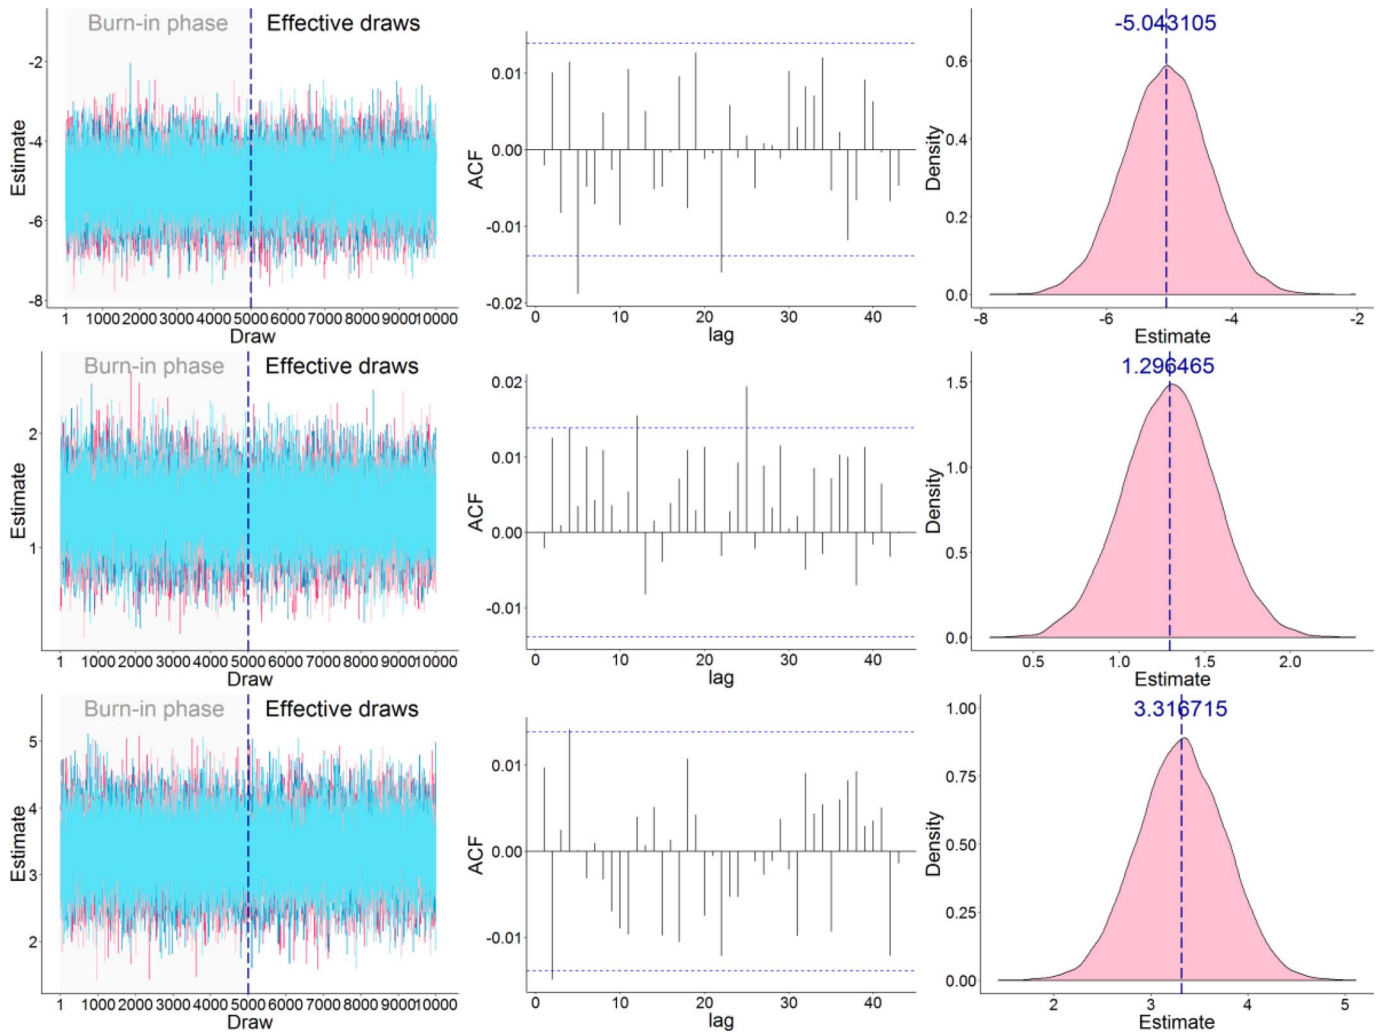 Burn-in phase Effective draws
-2
-4
-6
-8
Estimate
1 1000 2000 3000 4000 5000 6000 7000 8000 9000 10000
Draw
0.01
0.00
-0.01
-0.02
ACF
0 10 20 30 40
lag
-5.043105
0.6
0.4
0.2
0.0
Density
-8 -6 -4 -2
Estimate
Burn-in phase Effective draws
2
1
Estimate
1 1000 2000 3000 4000 5000 6000 7000 8000 9000 10000
Draw
0.02
0.01
0.00
-0.01
ACF
0 10 20 30 40
lag
1.296465
1.5
1.0
0.5
0.0
Density
0.5 1.0 1.5 2.0
Estimate
Burn-in phase Effective draws
5
4
3
2
Estimate
1 1000 2000 3000 4000 5000 6000 7000 8000 9000 10000
Draw
0.01
0.00
-0.01
ACF
0 10 20 30 40
lag
3.316715
1.00
0.75
0.50
0.25
0.00
Density
2 3 4 5
Estimate